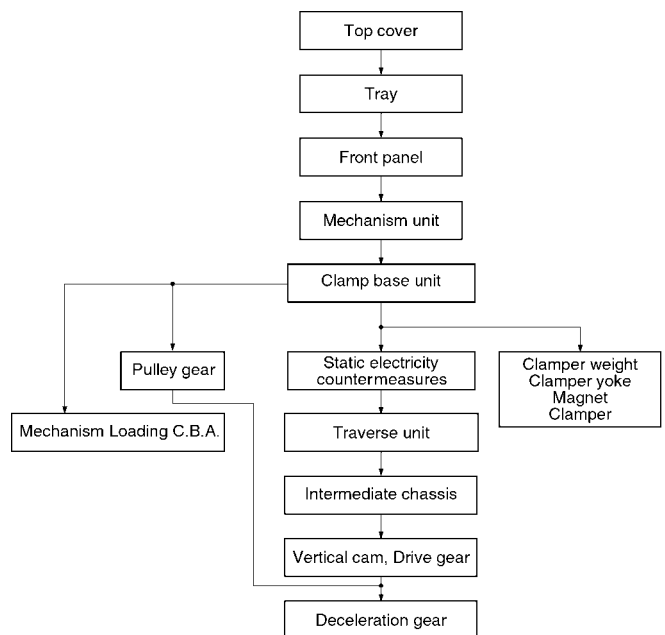 Top cover
Tray
Front panel
Mechanism unit
Clamp base unit
Pulley gear
Static electricity
countermeasures
Clamper weight
Clamper yoke
Magnet
Clamper
Mechanism Loading C.B.A.
Traverse unit
Intermediate chassis
Vertical cam, Drive gear
Deceleration gear